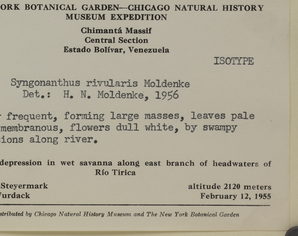 ORK BOTANICAL GARDEN—CHICAGO NATURAL HISTORY
MUSEUM EXPEDITION
Chimantá Massif
Central Section
Estado Bolívar, Venezuela
ISOTYPE
Syngonanthus rivularis Moldenke
Det.: H. N. Moldenke, 1956
frequent, forming large masses, leaves pale
membranous, flowers dull white, by swampy
ions along river.
depression in wet savanna along east branch of headwaters of
Río Tirica
Steyermark altitude 2120 meters
Wurdack February 12, 1955
tributed by Chicago Natural History Museum and The New York Botanical Garden